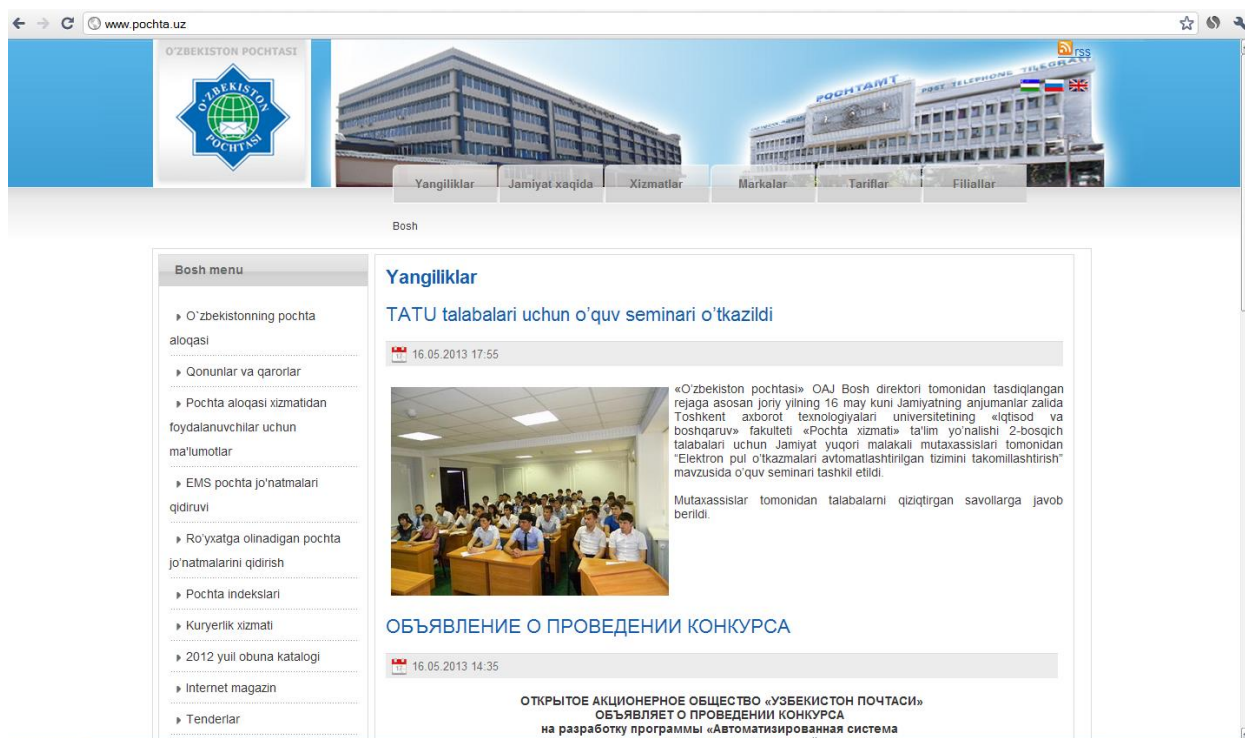 www.pochta.uz
O'ZBEKISTON POCHTASI
O'ZBEKISTON
POCHTASI
POCHTAMT
POST TELEPHONE TELEGRAPH
rss
Yangiliklar Jamiyat xaqida Xizmatlar Markalar Tariflar Filiallar
Bosh
Bosh menu
O`zbekistonning pochta
aloqasi
Qonunlar va qarorlar
Pochta aloqasi xizmatidan
foydalanuvchilar uchun
ma'lumotlar
EMS pochta jo'natmalari
qidiruvi
Ro'yxatga olinadigan pochta
jo'natmalarini qidirish
Pochta indekslari
Kuryerlik xizmati
2012 yuil obuna katalogi
Internet magazin
Tenderlar
Yangiliklar
TATU talabalari uchun o'quv seminari o'tkazildi
16.05.2013 17:55
«O'zbekiston pochtasi» OAJ Bosh direktori tomonidan tasdiqlangan
rejaga asosan joriy yilning 16 may kuni Jamiyatning anjumanlar zalida
Toshkent axborot texnologiyalari universitetining «Iqtisod va
boshqaruv» fakulteti «Pochta xizmati» ta'lim yo'nalishi 2-bosqich
talabalari uchun Jamiyat yuqori malakali mutaxassislari tomonidan
"Elektron pul o'tkazmalari avtomatlashtirilgan tizimini takomillashtirish"
mavzusida o'quv seminari tashkil etildi.
Mutaxassislar tomonidan talabalarni qiziqtirgan savollarga javob
berildi.
ОБЪЯВЛЕНИЕ О ПРОВЕДЕНИИ КОНКУРСА
16.05.2013 14:35
ОТКРЫТОЕ АКЦИОНЕРНОЕ ОБЩЕСТВО «УЗБЕКИСТОН ПОЧТАСИ»
ОБЪЯВЛЯЕТ О ПРОВЕДЕНИИ КОНКУРСА
на разработку программы «Автоматизированная система